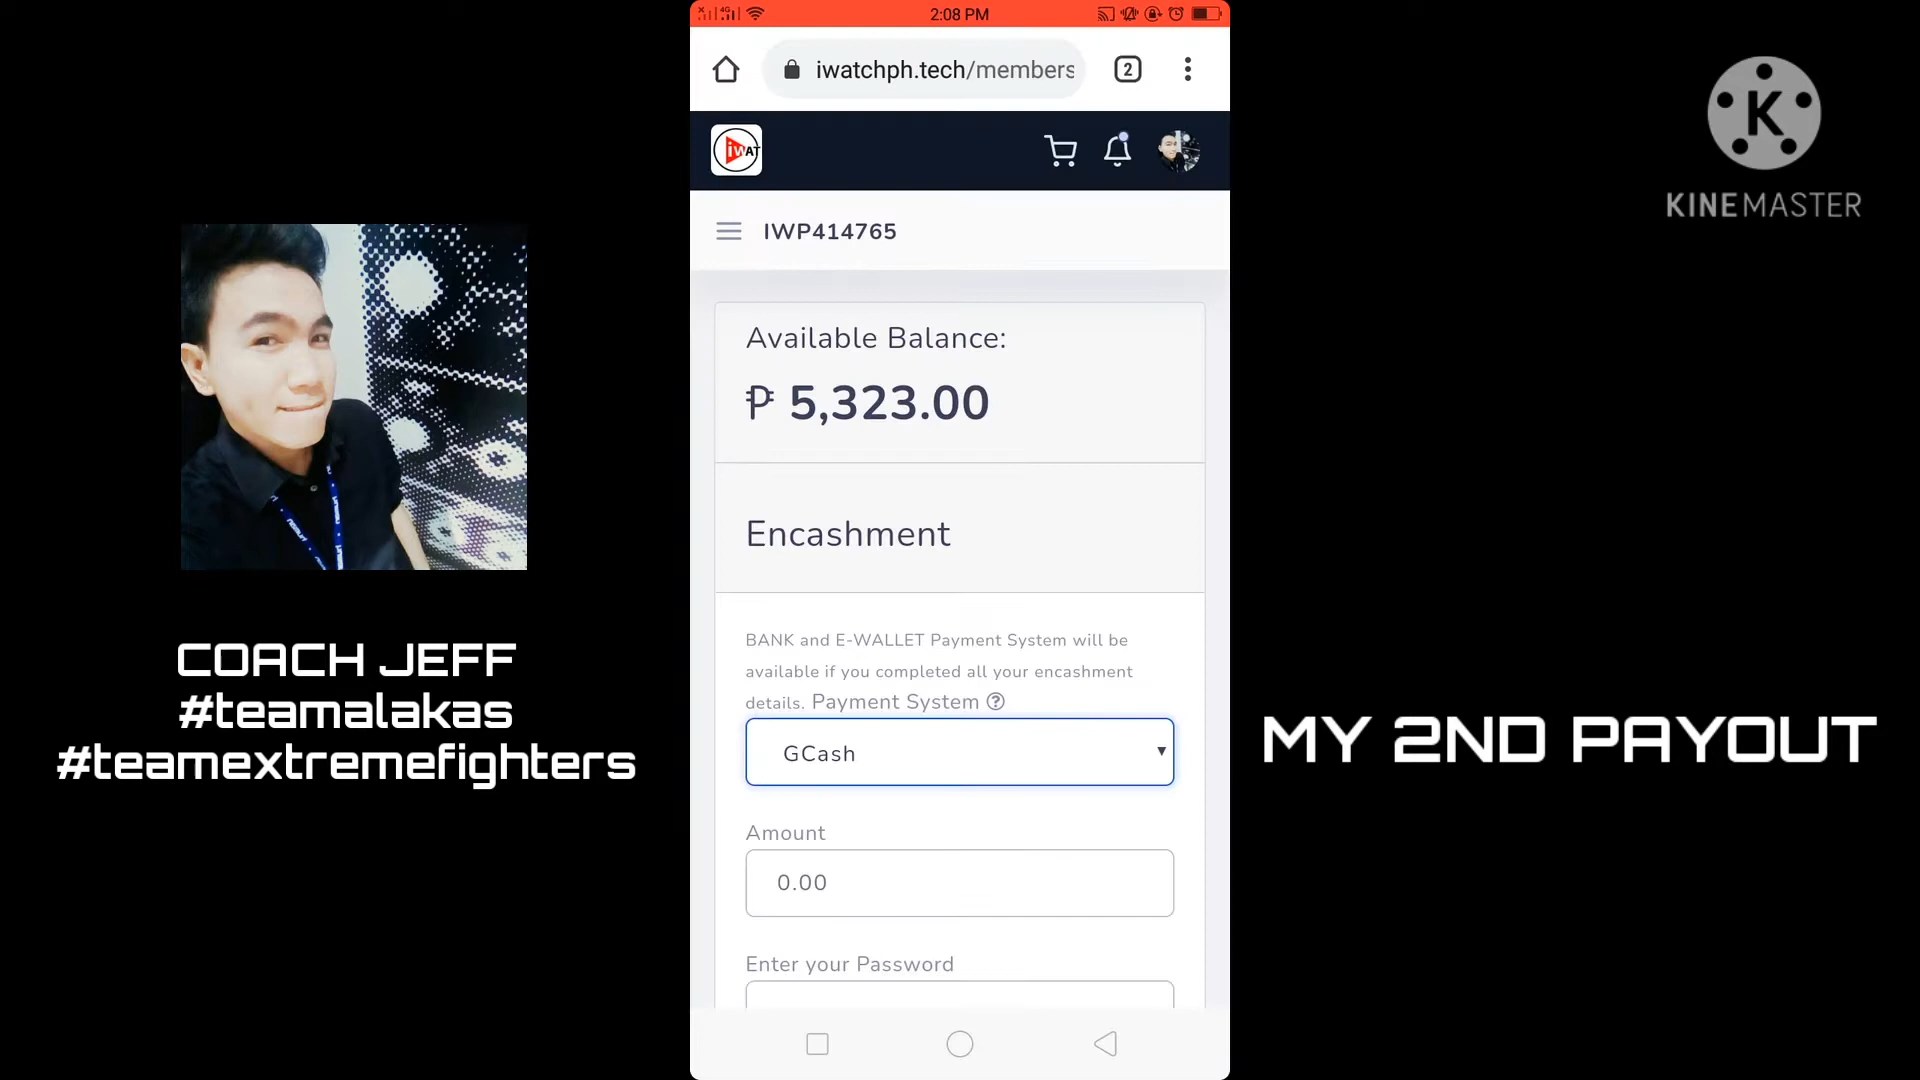 2:08 PM
iwatchph.tech/members
2
iWAT
IWP414765
Available Balance:
₱ 5,323.00
Encashment
BANK and E-WALLET Payment System will be
available if you completed all your encashment
details. Payment System ?
GCash
Amount
0.00
Enter your Password
COACH JEFF
#teamalakas
#teamextremefighters
K
KINEMASTER
MY 2ND PAYOUT